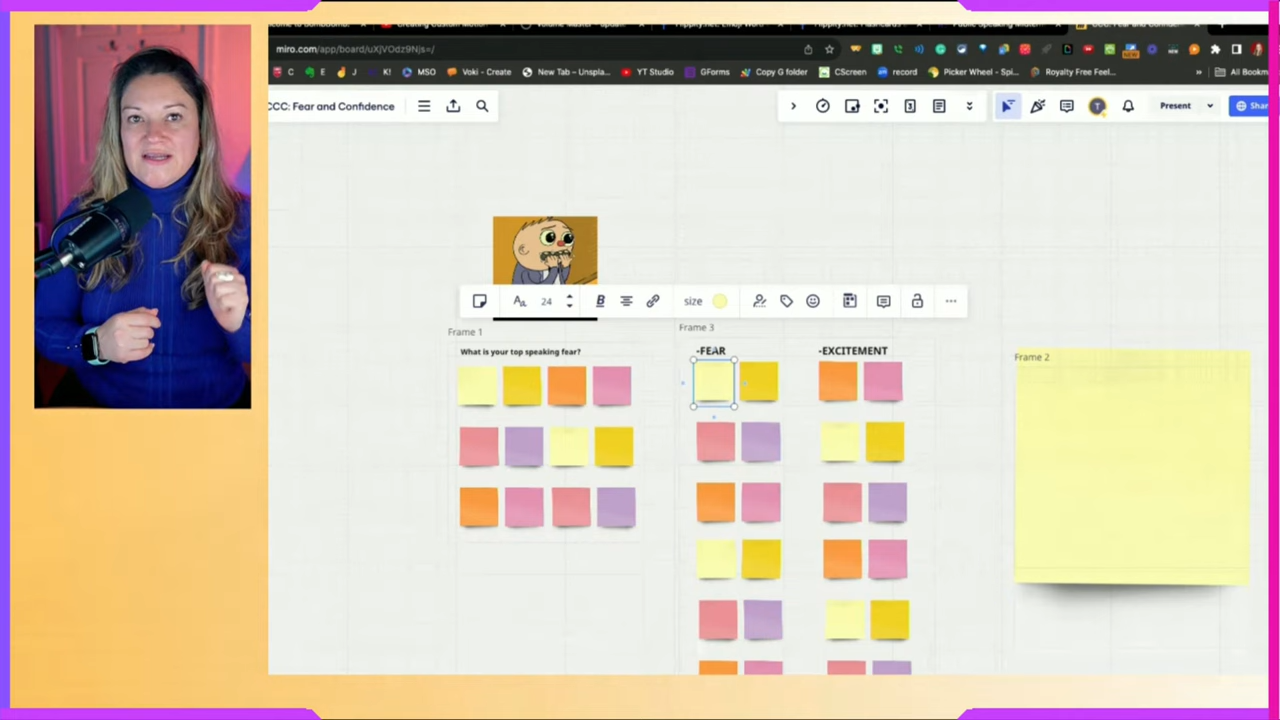 miro.com/app/board/uXjVOdz9Njs=/
C
E
J
K!
MSO
Voki - Create
New Tab – Unspla...
YT Studio
GForms
Copy G folder
CScreen
record
Picker Wheel - Spi...
Royalty Free Feel...
»
All Bookm
CCC: Fear and Confidence
Present
Shar
24
B
size
Frame 1
Frame 3
What is your top speaking fear?
-FEAR
-EXCITEMENT
Frame 2